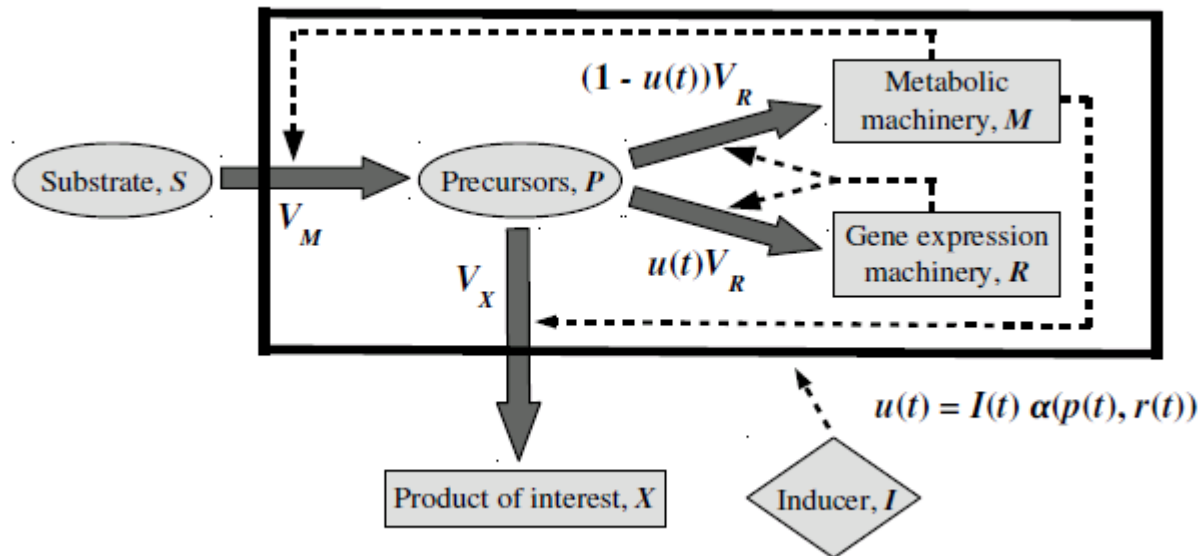 (1 - u(t))V_R
Metabolic
machinery, M
Substrate, S
V_M
Precursors, P
u(t)V_R
Gene expression
machinery, R
V_X
u(t) = I(t) α(p(t), r(t))
Product of interest, X
Inducer, I